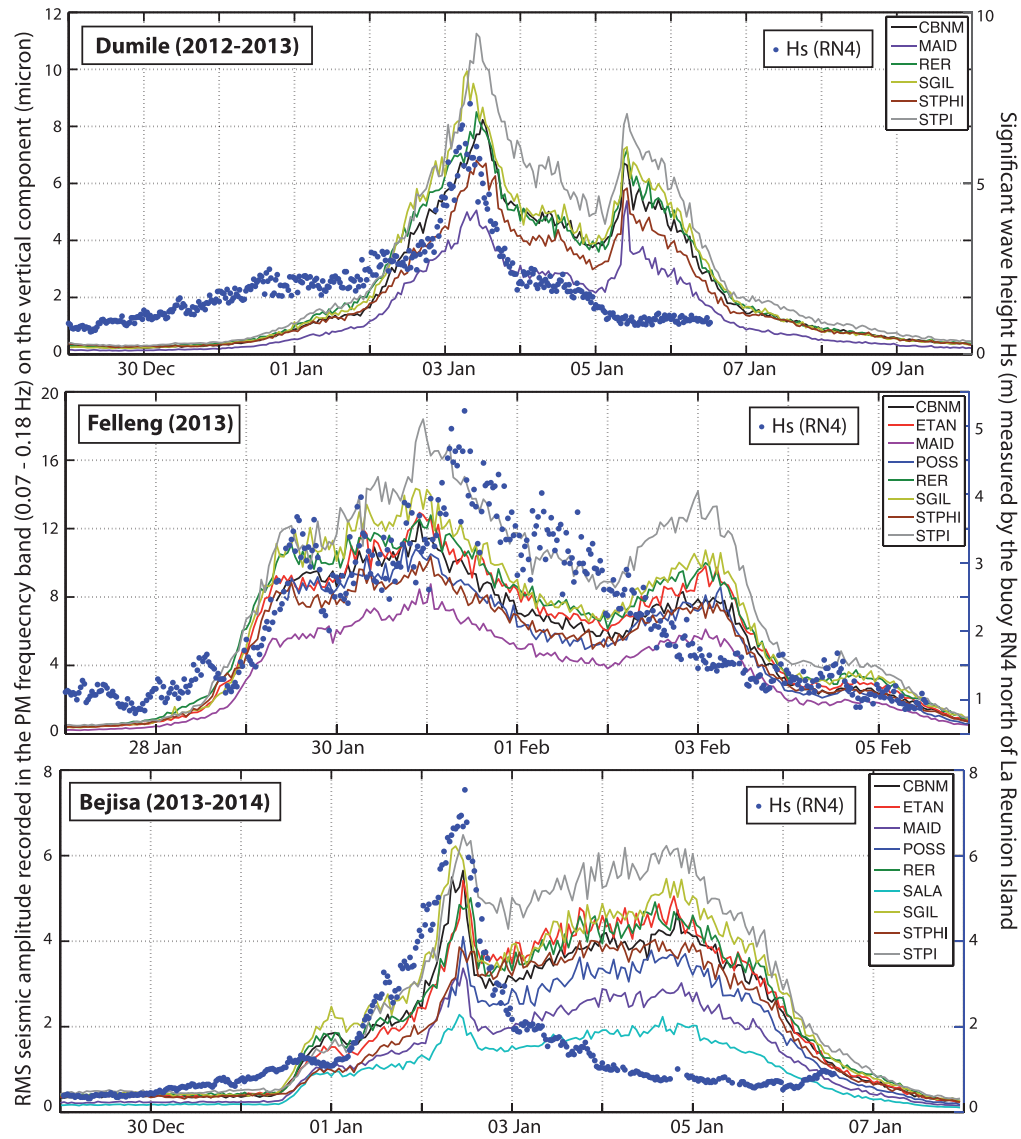 RMS seismic amplitude recorded in the PM frequency band (0.07 - 0.18 Hz) on the vertical component (micron)
Significant wave height Hs (m) measured by the buoy RN4 north of La Reunion Island
Dumile (2012-2013)
Hs (RN4)
CBNM
MAID
RER
SGIL
STPHI
STPI
12
10
8
6
4
2
0
10
5
0
30 Dec
01 Jan
03 Jan
05 Jan
07 Jan
09 Jan
Felleng (2013)
Hs (RN4)
CBNM
ETAN
MAID
POSS
RER
SGIL
STPHI
STPI
20
16
12
8
4
0
5
4
3
2
1
28 Jan
30 Jan
01 Feb
03 Feb
05 Feb
Bejisa (2013-2014)
Hs (RN4)
CBNM
ETAN
MAID
POSS
RER
SALA
SGIL
STPHI
STPI
8
6
4
2
0
8
6
4
2
0
30 Dec
01 Jan
03 Jan
05 Jan
07 Jan